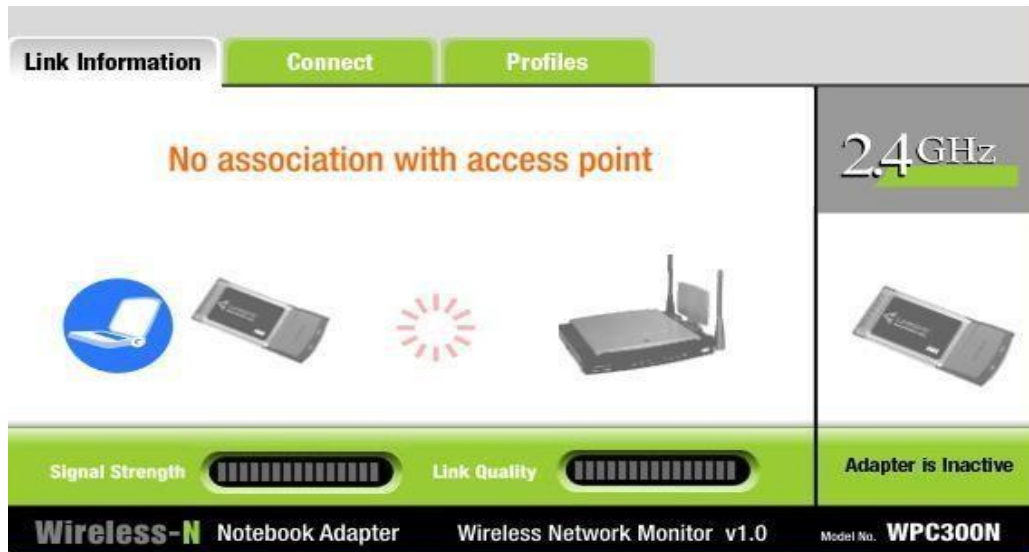 Link Information Connect Profiles
No association with access point
2.4GHz
Signal Strength Link Quality Adapter is Inactive
Wireless-N Notebook Adapter Wireless Network Monitor v1.0 Model No. WPC300N